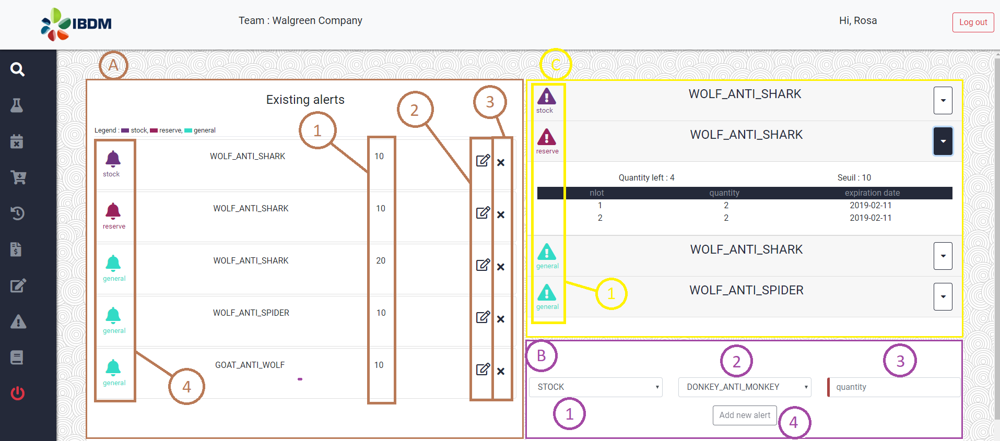 IBDM
Team : Walgreen Company
Hi, Rosa
Log out
A
Existing alerts
Legend : stock, reserve, general
1
2
3
stock
WOLF_ANTI_SHARK
10
reserve
WOLF_ANTI_SHARK
10
general
WOLF_ANTI_SHARK
20
general
WOLF_ANTI_SPIDER
10
general
GOAT_ANTI_WOLF
10
4
C
stock
WOLF_ANTI_SHARK
reserve
WOLF_ANTI_SHARK
Quantity left : 4
Seuil : 10
nlot quantity expiration date
1 2 2019-02-11
2 2 2019-02-11
general
WOLF_ANTI_SHARK
general
WOLF_ANTI_SPIDER
1
B
2
3
STOCK
DONKEY_ANTI_MONKEY
quantity
1
Add new alert
4